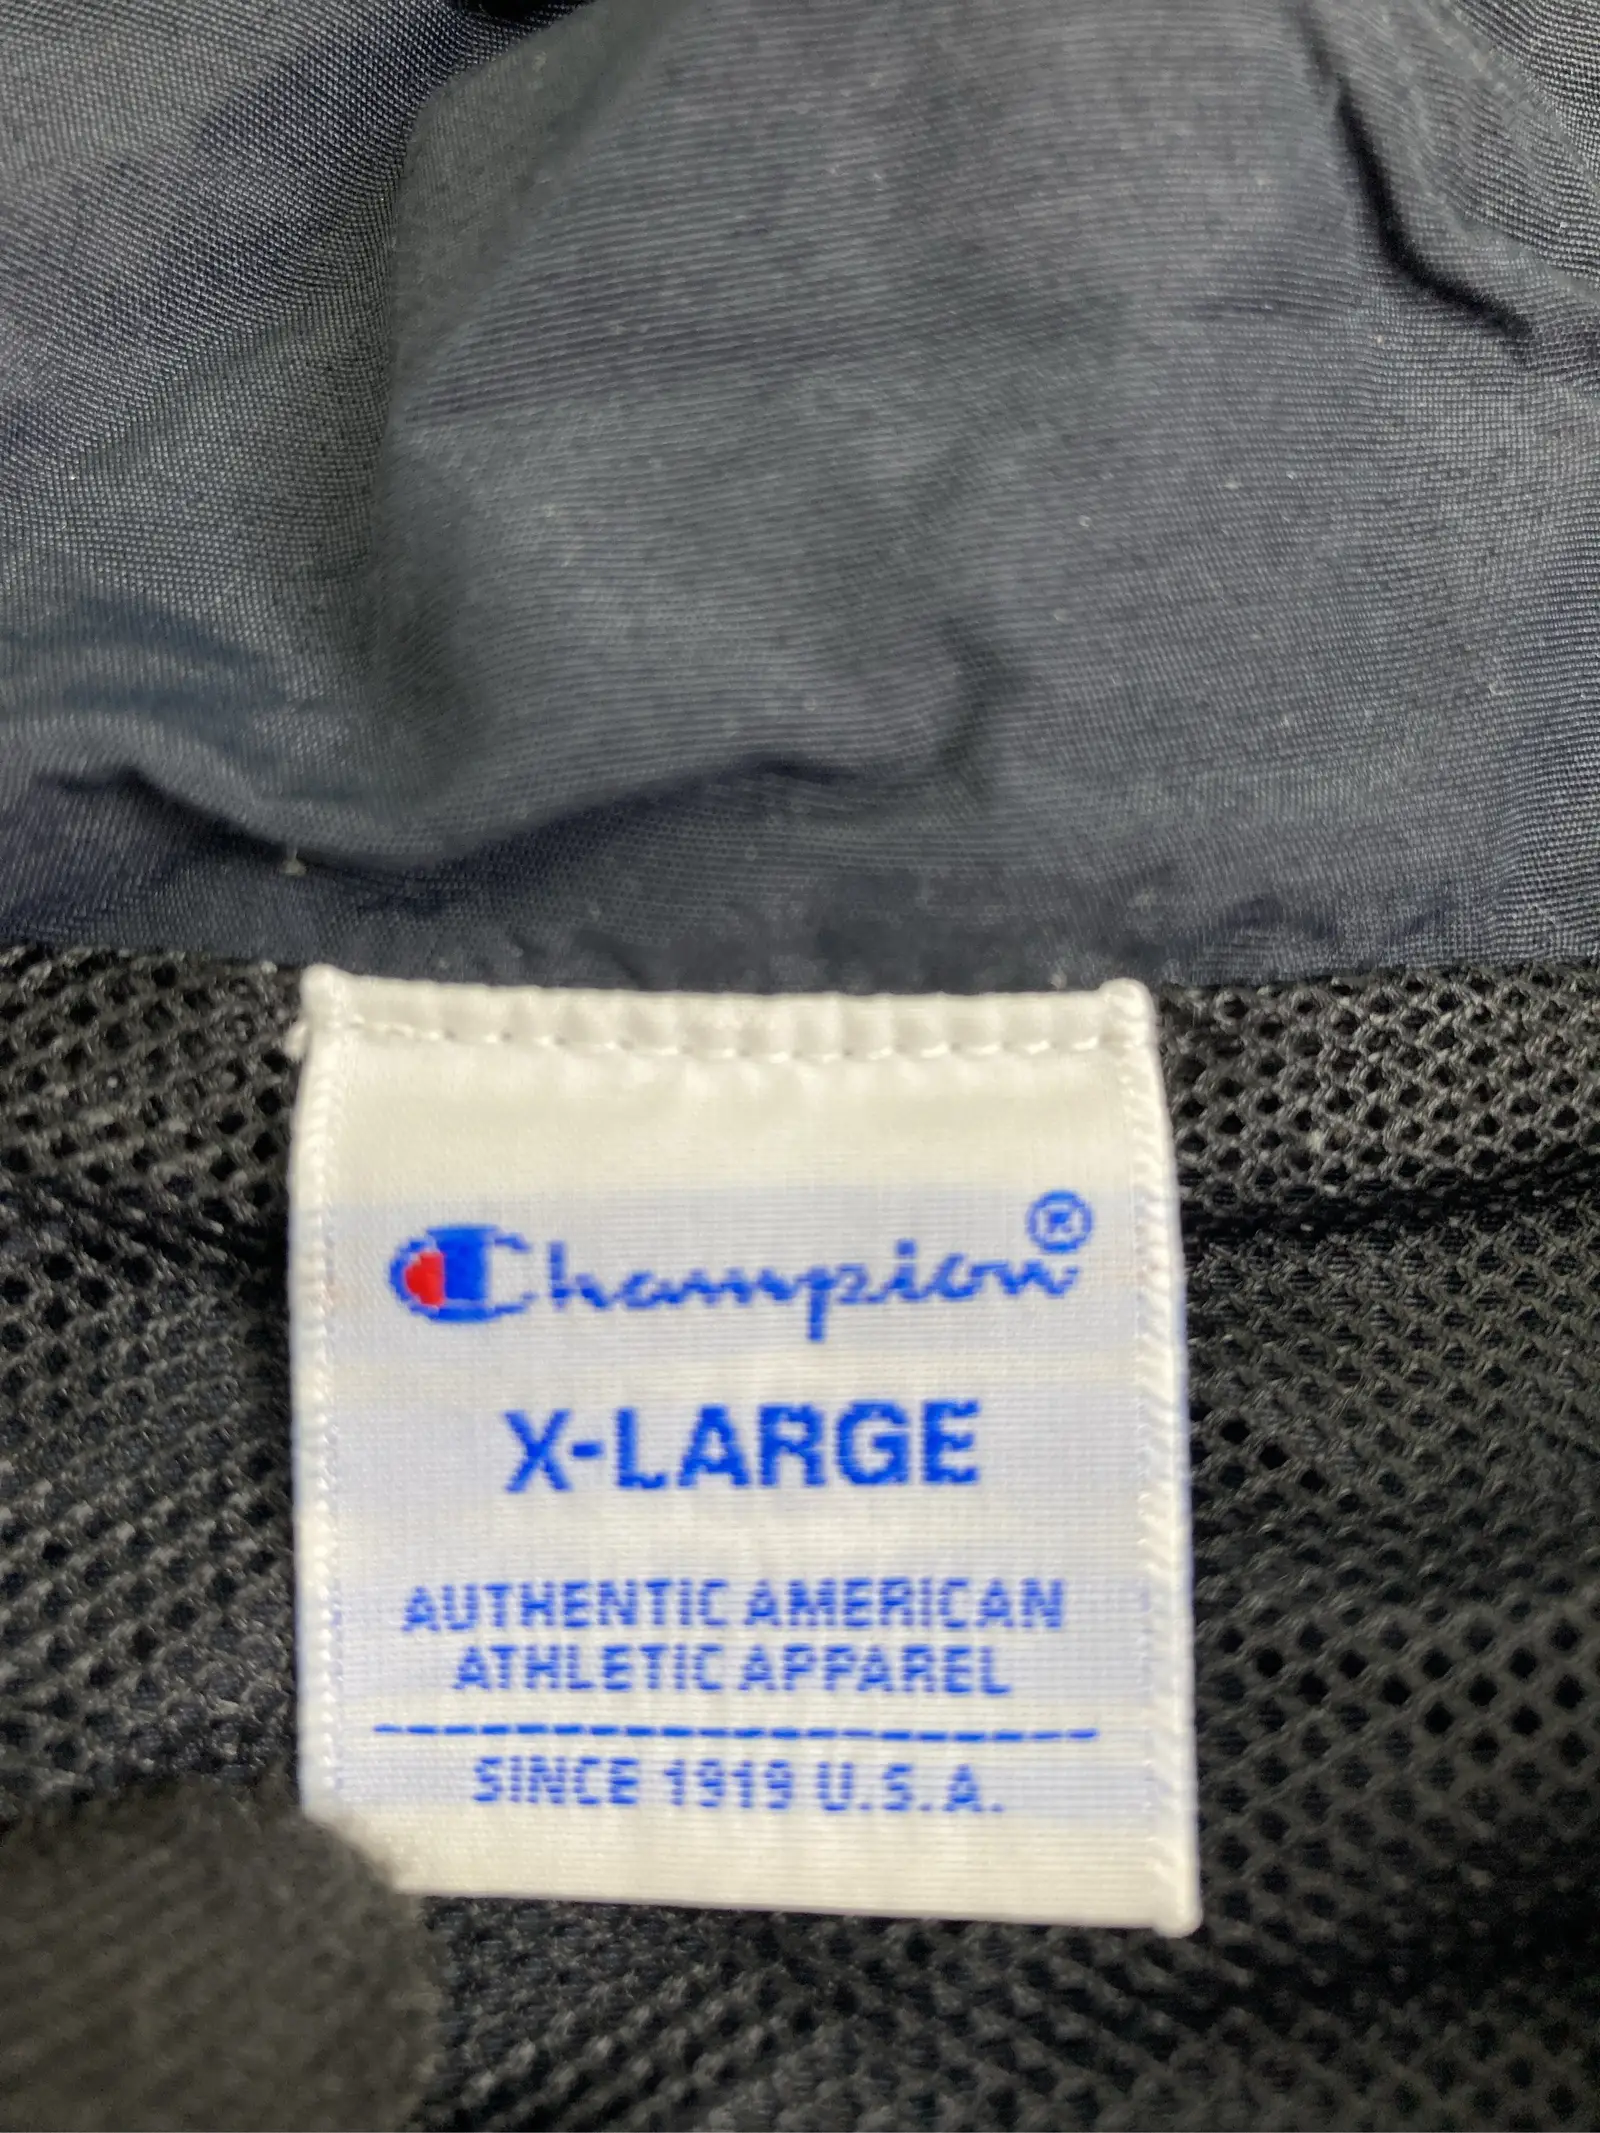 Champion®
X-LARGE
AUTHENTIC AMERICAN
ATHLETIC APPAREL
SINCE 1919 U.S.A.